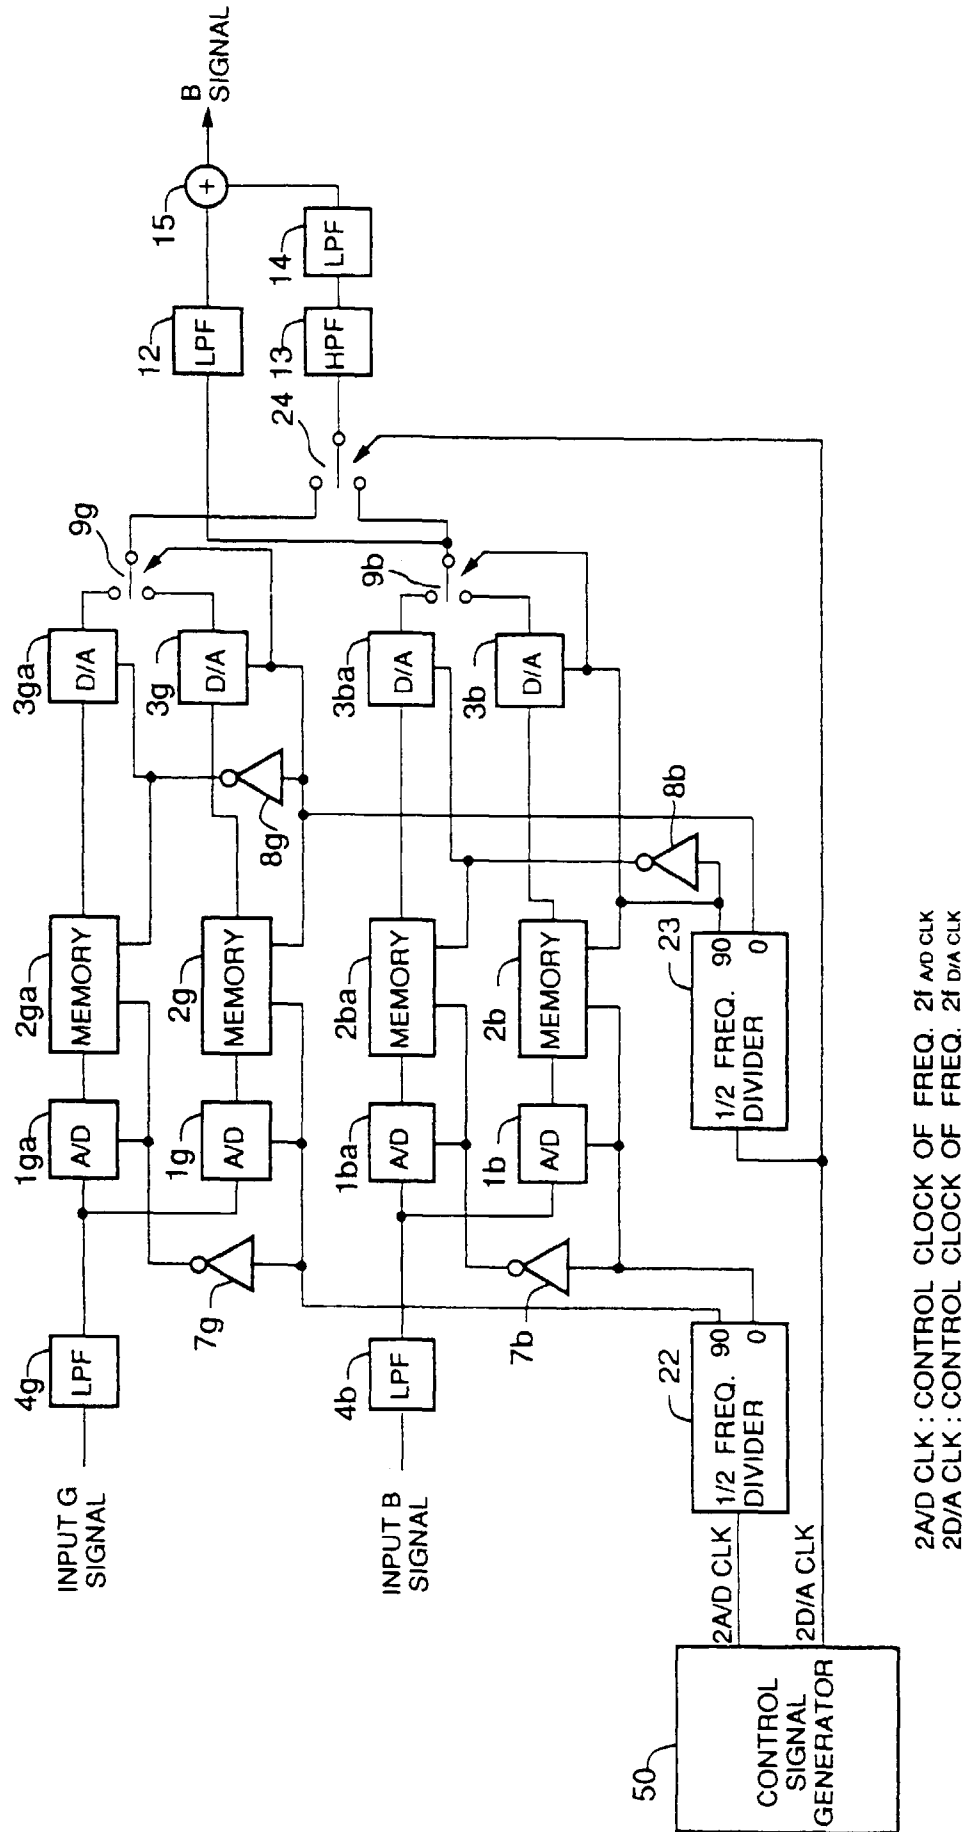 INPUT G
SIGNAL
4g
LPF
1ga
A/D
2ga
MEMORY
3ga
D/A
9g
7g
1g
A/D
2g
MEMORY
8g
3g
D/A
INPUT B
SIGNAL
4b
LPF
1ba
A/D
2ba
MEMORY
3ba
D/A
9b
7b
1b
A/D
2b
MEMORY
8b
3b
D/A
24
12
LPF
13
HPF
14
LPF
15
+
B
SIGNAL
50
CONTROL
SIGNAL
GENERATOR
2A/D CLK
2D/A CLK
22
1/2 FREQ.
DIVIDER
90
0
23
1/2 FREQ.
DIVIDER
90
0
2A/D CLK : CONTROL CLOCK OF FREQ. 2f A/D CLK
2D/A CLK : CONTROL CLOCK OF FREQ. 2f D/A CLK